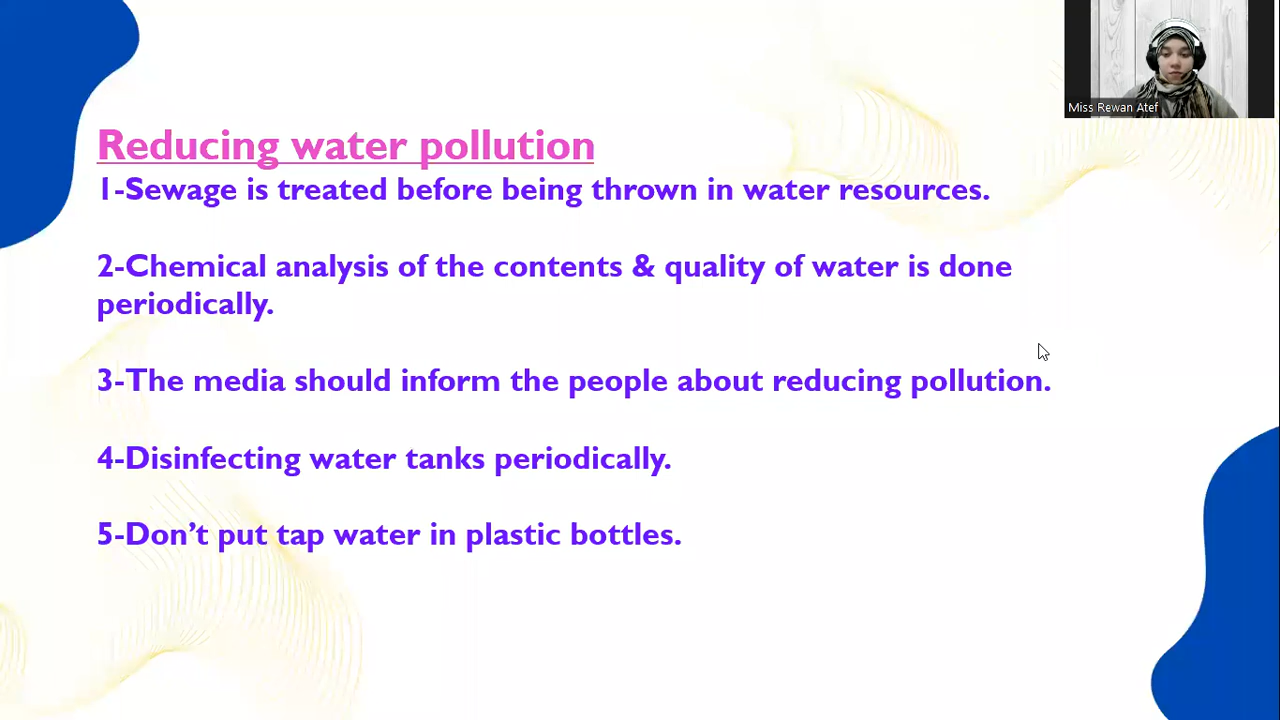 Miss Rewan Atef
Reducing water pollution
1-Sewage is treated before being thrown in water resources.
2-Chemical analysis of the contents & quality of water is done
periodically.
3-The media should inform the people about reducing pollution.
4-Disinfecting water tanks periodically.
5-Don’t put tap water in plastic bottles.